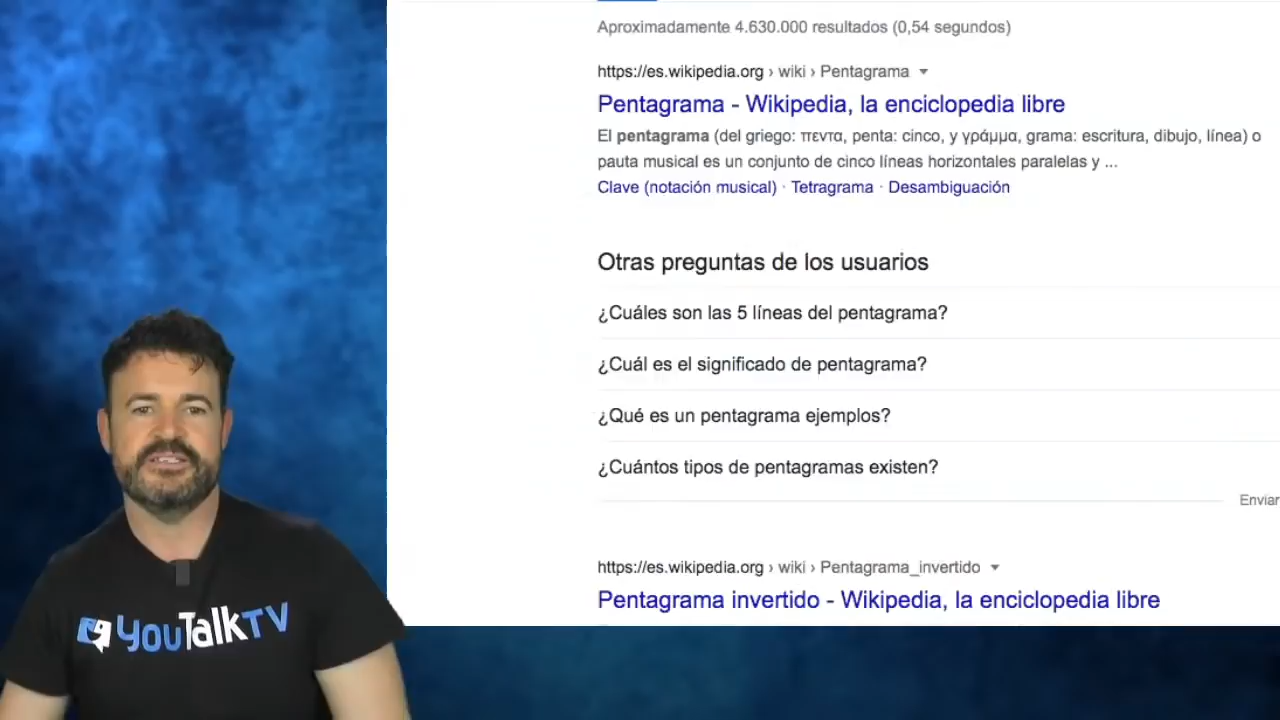 Aproximadamente 4.630.000 resultados (0,54 segundos)
https://es.wikipedia.org › wiki › Pentagrama
Pentagrama - Wikipedia, la enciclopedia libre
El pentagrama (del griego: πεντα, penta: cinco, y γράμμα, grama: escritura, dibujo, línea) o
pauta musical es un conjunto de cinco líneas horizontales paralelas y ...
Clave (notación musical) · Tetragrama · Desambiguación
Otras preguntas de los usuarios
¿Cuáles son las 5 líneas del pentagrama?
¿Cuál es el significado de pentagrama?
¿Qué es un pentagrama ejemplos?
¿Cuántos tipos de pentagramas existen?
Enviar
https://es.wikipedia.org › wiki › Pentagrama_invertido
Pentagrama invertido - Wikipedia, la enciclopedia libre
YouTalkTV